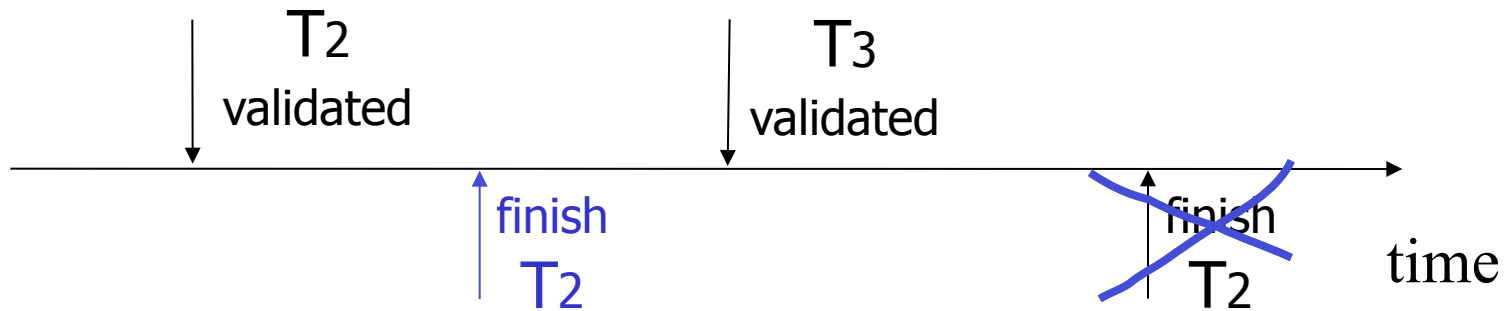 T2
validated
T3
validated
finish
T2
finish
T2
time